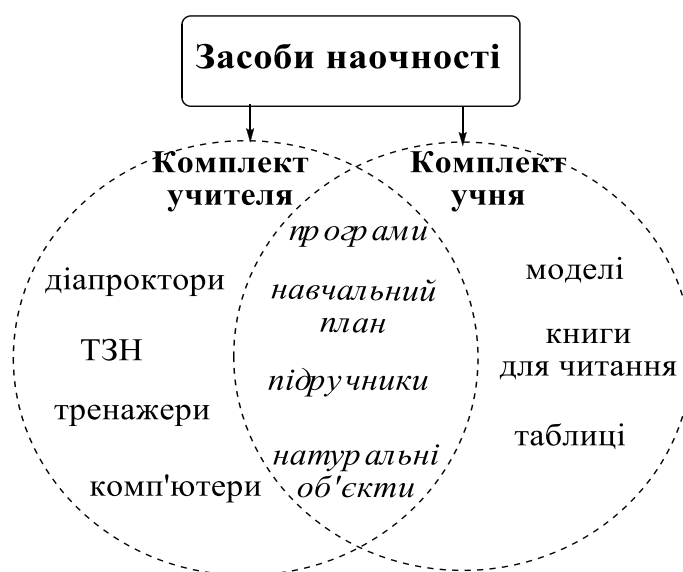 Засоби наочності
Комплект
учителя
Комплект
учня
діапроктори
ТЗН
тренажери
комп'ютери
програми
навчальний
план
підручники
натуральні
об'єкти
моделі
книги
для читання
таблиці